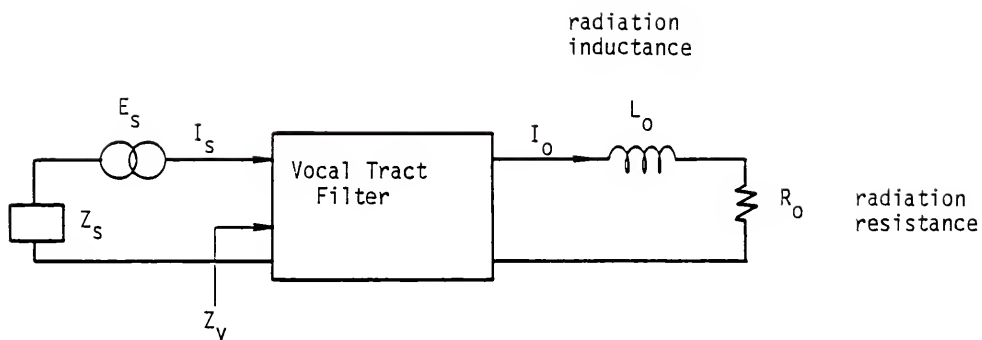 radiation
inductance
E_s
I_s
I_o
L_o
Vocal Tract
Filter
Z_s
R_o
radiation
resistance
Z_v